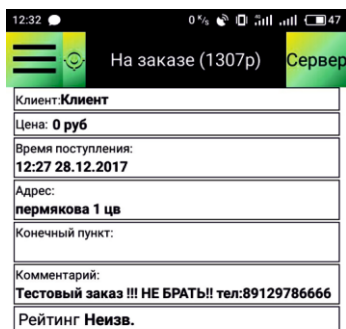 12:32 0 ᴷ/s 47
На заказе (1307р) Сервер
Клиент:Клиент
Цена: 0 руб
Время поступления:
12:27 28.12.2017
Адрес:
пермякова 1 цв
Конечный пункт:
Комментарий:
Тестовый заказ !!! НЕ БРАТЬ!! тел:89129786666
Рейтинг Неизв.